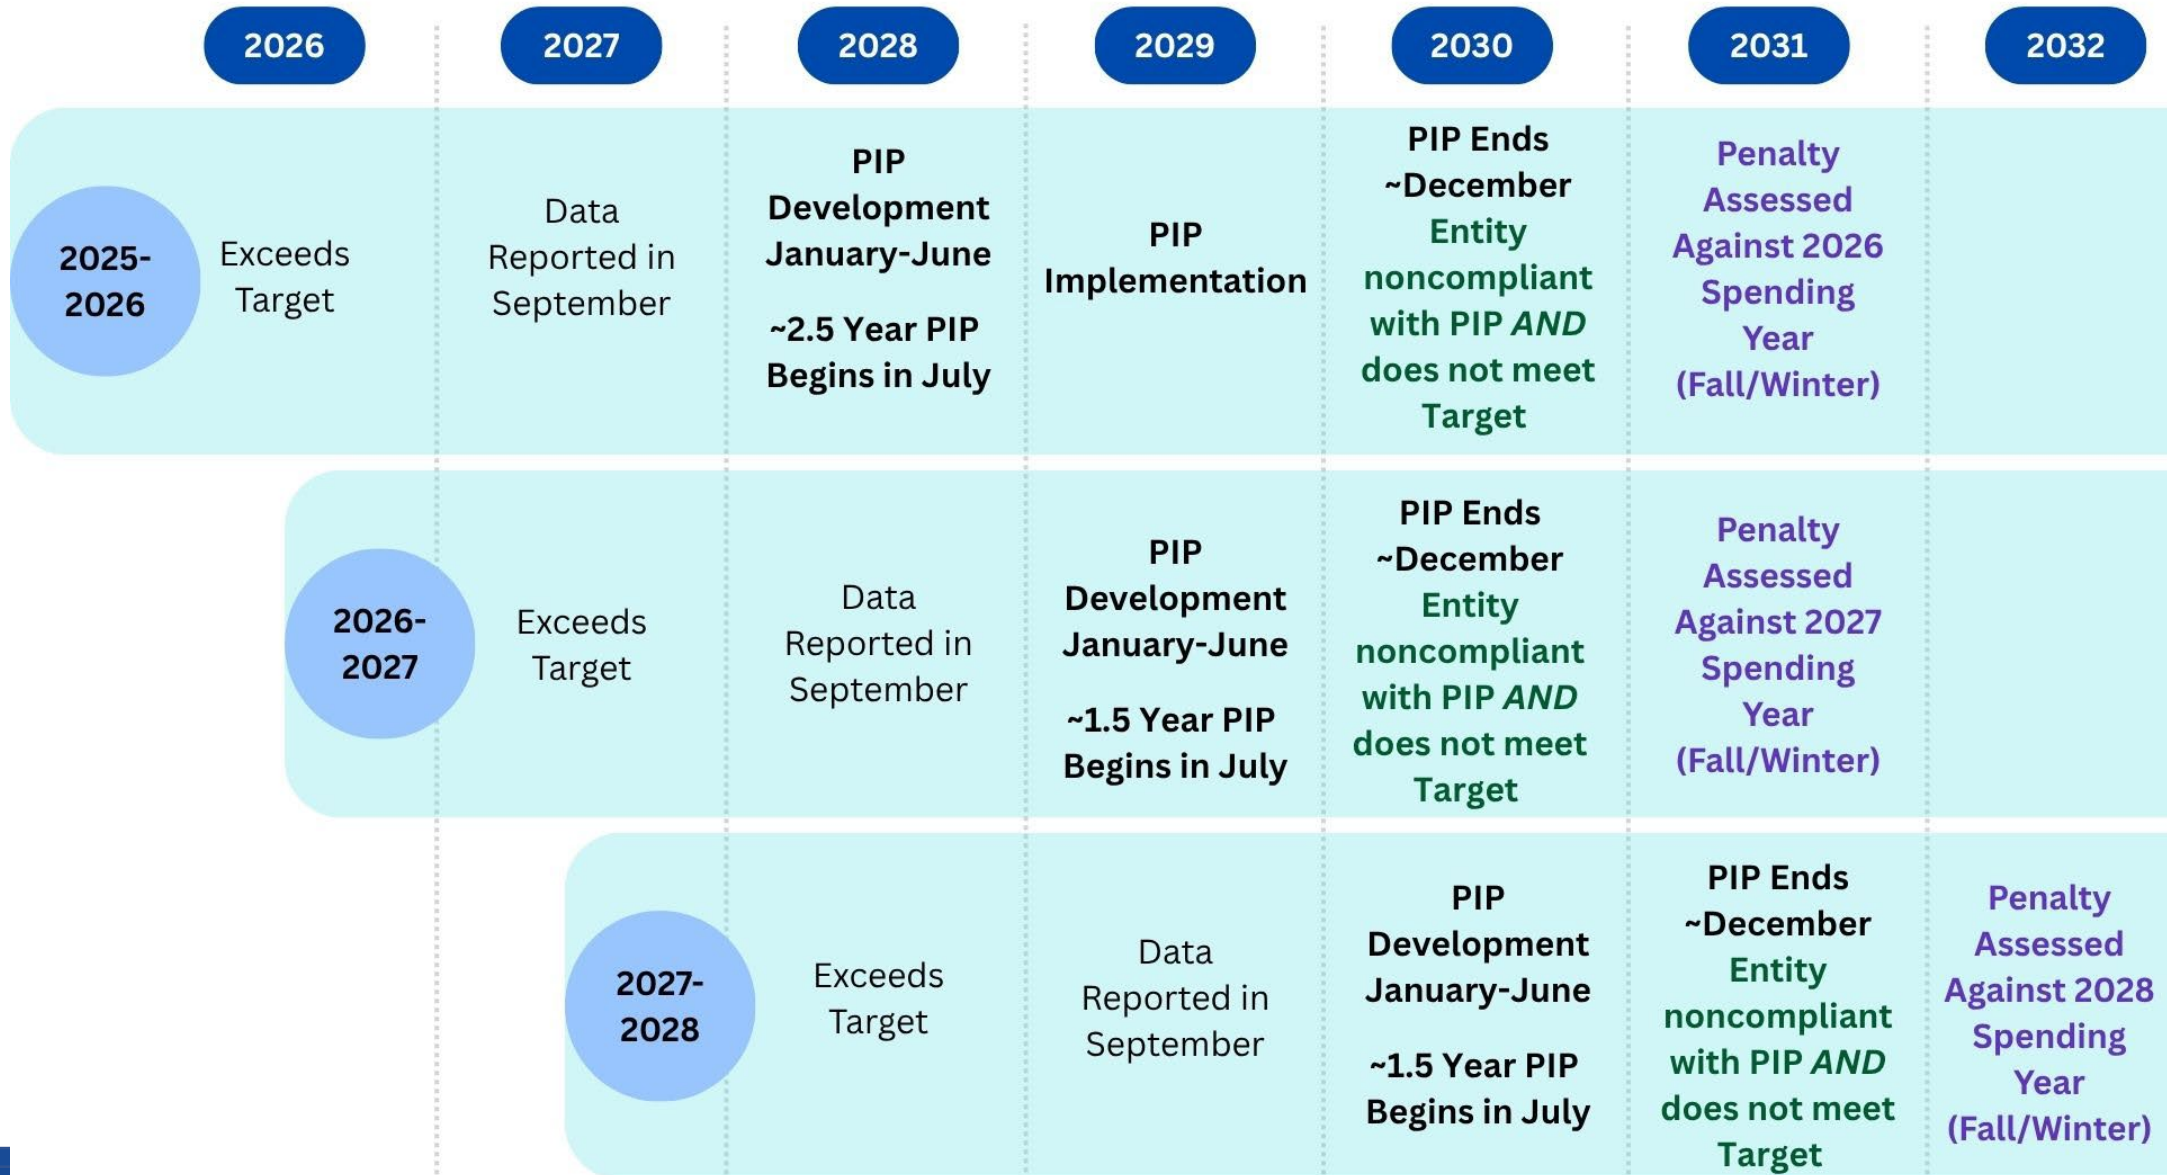 2026
2027
2028
2029
2030
2031
2032
2025-
2026
Exceeds
Target
Data
Reported in
September
PIP
Development
January-June
~2.5 Year PIP
Begins in July
PIP
Implementation
PIP Ends
~December
Entity
noncompliant
with PIP AND
does not meet
Target
Penalty
Assessed
Against 2026
Spending
Year
(Fall/Winter)
2026-
2027
Exceeds
Target
Data
Reported in
September
PIP
Development
January-June
~1.5 Year PIP
Begins in July
PIP Ends
~December
Entity
noncompliant
with PIP AND
does not meet
Target
Penalty
Assessed
Against 2027
Spending
Year
(Fall/Winter)
2027-
2028
Exceeds
Target
Data
Reported in
September
PIP
Development
January-June
~1.5 Year PIP
Begins in July
PIP Ends
~December
Entity
noncompliant
with PIP AND
does not meet
Target
Penalty
Assessed
Against 2028
Spending
Year
(Fall/Winter)